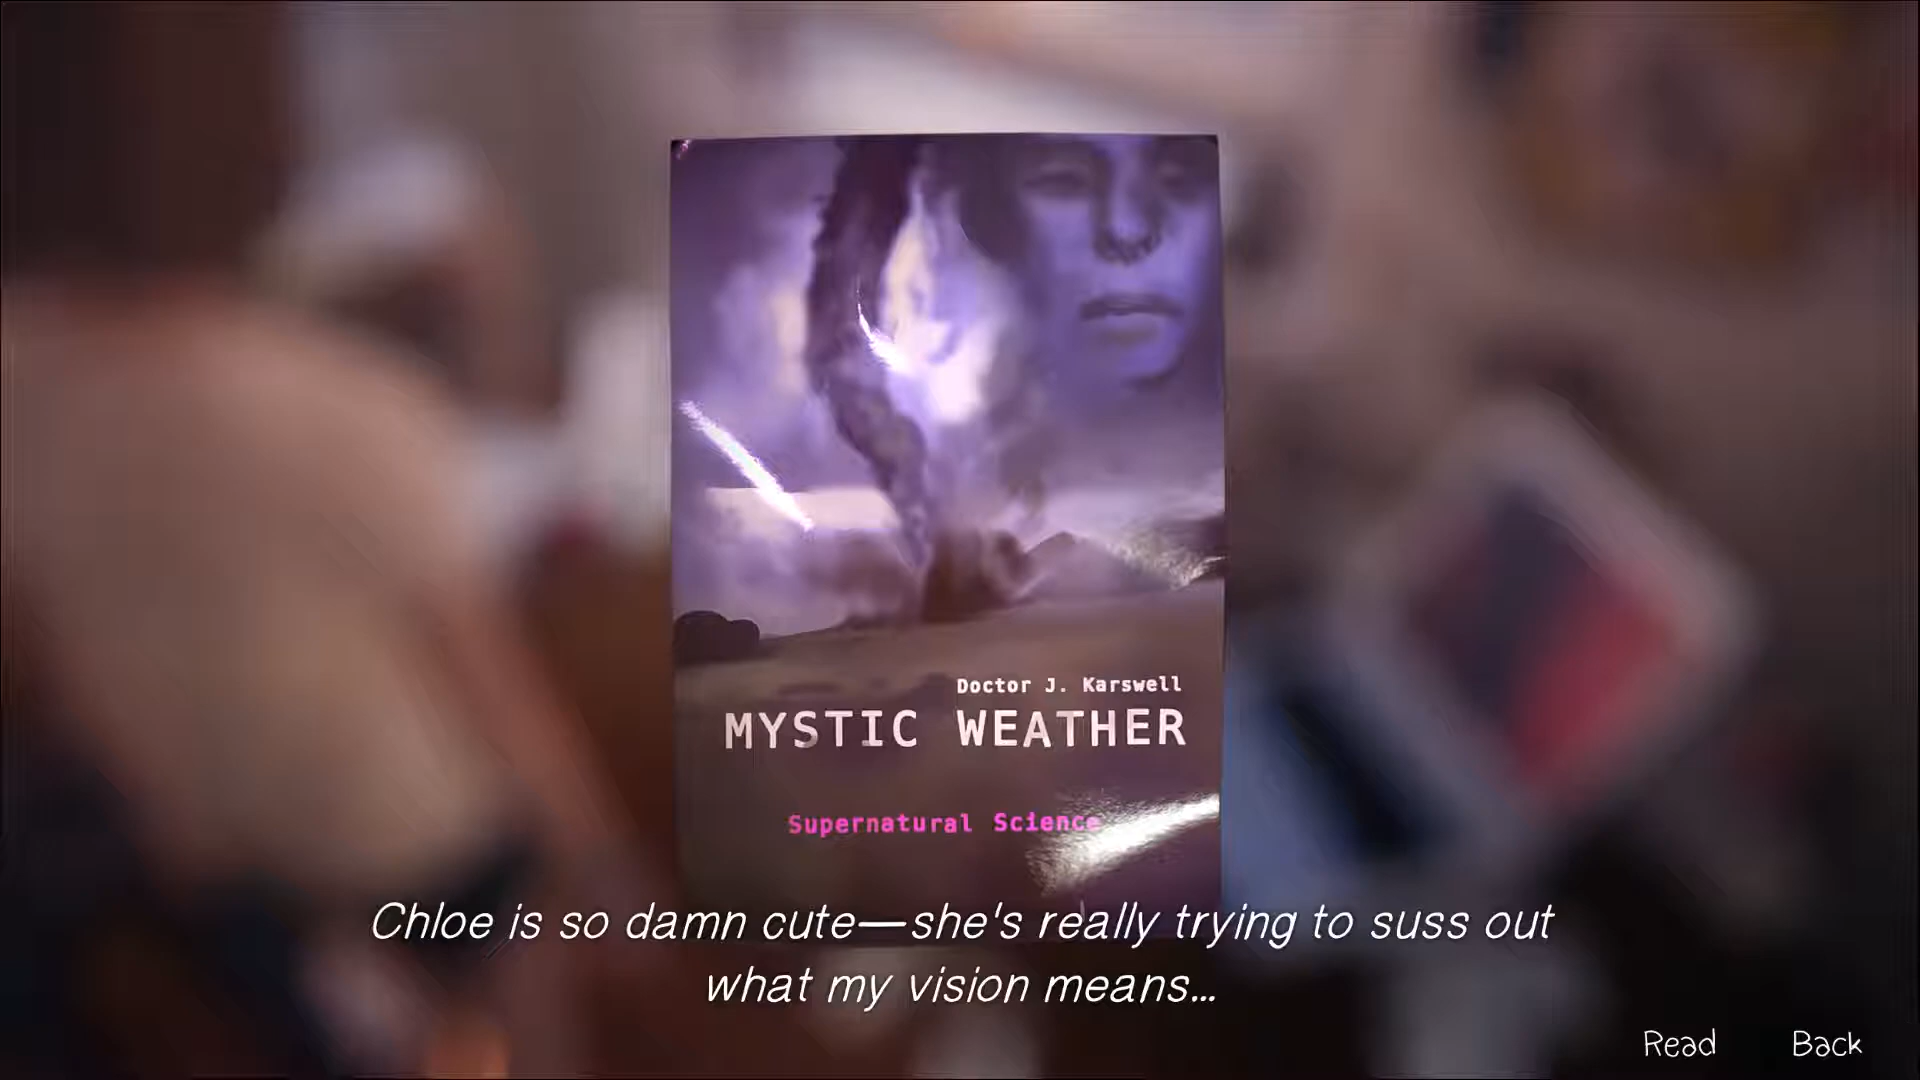 Doctor J. Karswell
MYSTIC WEATHER
Supernatural Science
Chloe is so damn cute—she's really trying to suss out
what my vision means...
Read Back